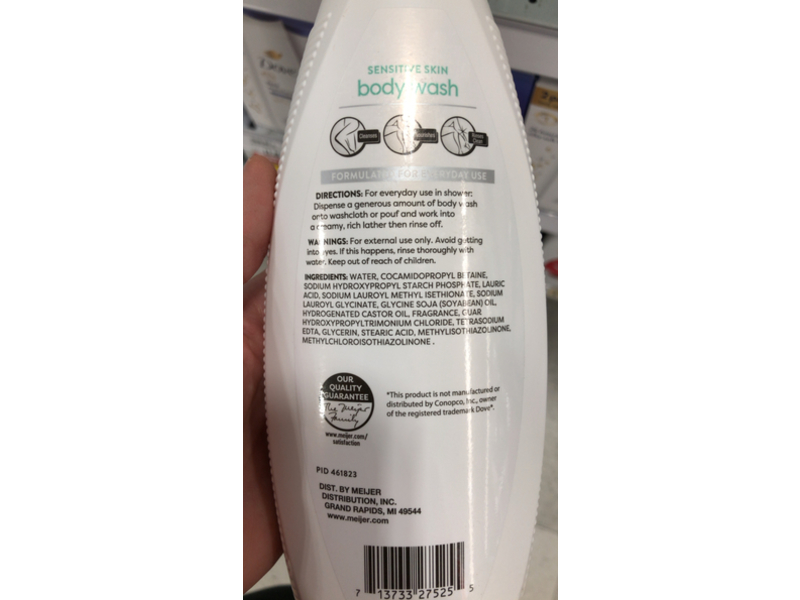 SENSITIVE SKIN
body wash
Cleanses
Nourishes
FORMULATED FOR EVERYDAY USE
DIRECTIONS: For everyday use in shower:
Dispense a generous amount of body wash
onto washcloth or pouf and work into
a creamy, rich lather then rinse off.
WARNINGS: For external use only. Avoid getting
into eyes. If this happens, rinse thoroughly with
water. Keep out of reach of children.
INGREDIENTS: WATER, COCAMIDOPROPYL BETAINE,
SODIUM HYDROXYPROPYL STARCH PHOSPHATE, LAURIC
ACID, SODIUM LAUROYL METHYL ISETHIONATE, SODIUM
LAUROYL GLYCINATE, GLYCINE SOJA (SOYABEAN) OIL,
HYDROGENATED CASTOR OIL, FRAGRANCE, GUAR
HYDROXYPROPYLTRIMONIUM CHLORIDE, TETRASODIUM
EDTA, GLYCERIN, STEARIC ACID, METHYLISOTHIAZOLINONE,
METHYLCHLOROISOTHIAZOLINONE.
OUR
QUALITY
GUARANTEE
The Meijer
Family
www.meijer.com/
satisfaction
*This product is not manufactured or
distributed by Conopco, Inc., owner
of the registered trademark Dove®.
PID 461823
DIST. BY MEIJER
DISTRIBUTION, INC.
GRAND RAPIDS, MI 49544
www.meijer.com
7 13733 27525 5
Dove